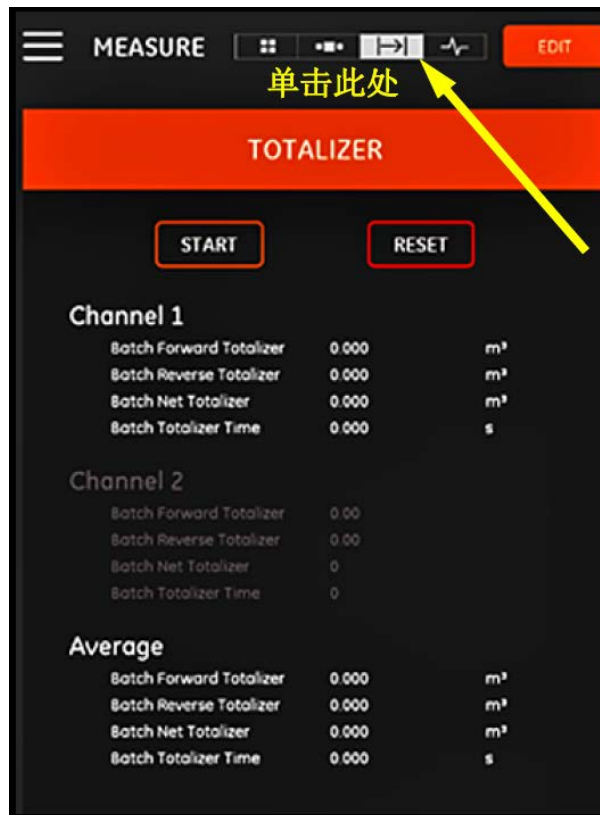 MEASURE EDIT
单击此处
TOTALIZER
START RESET
Channel 1
Batch Forward Totalizer 0.000 m³
Batch Reverse Totalizer 0.000 m³
Batch Net Totalizer 0.000 m³
Batch Totalizer Time 0.000 s
Channel 2
Batch Forward Totalizer 0.00
Batch Reverse Totalizer 0.00
Batch Net Totalizer 0
Batch Totalizer Time 0
Average
Batch Forward Totalizer 0.000 m³
Batch Reverse Totalizer 0.000 m³
Batch Net Totalizer 0.000 m³
Batch Totalizer Time 0.000 s